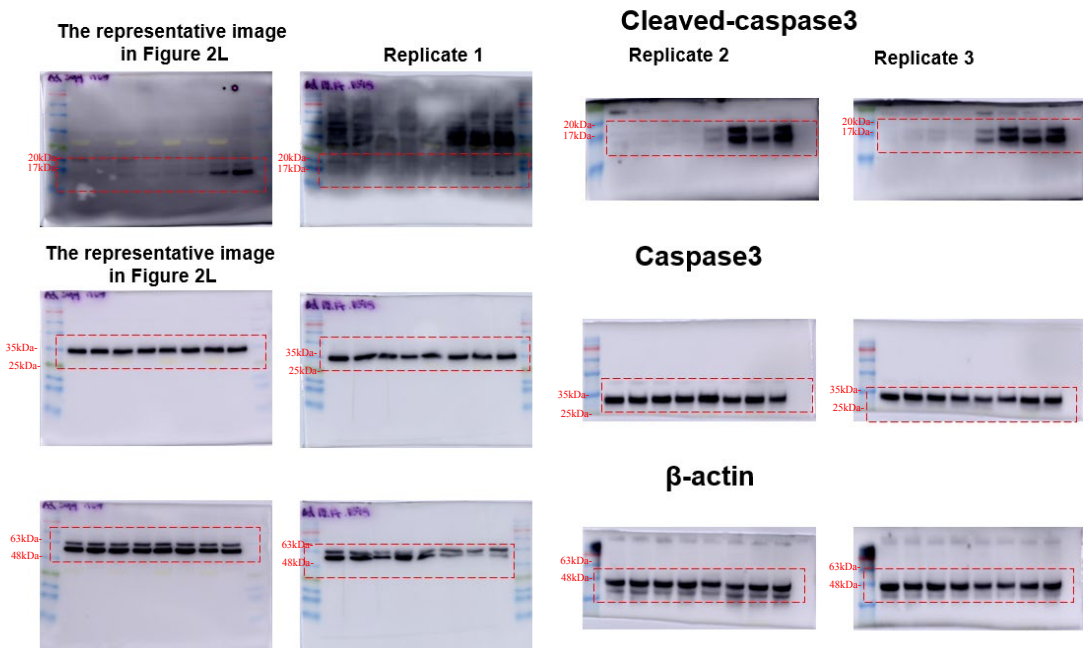 Cleaved-caspase3
The representative image
in Figure 2L
Replicate 1
Replicate 2
Replicate 3
20kDa-
17kDa-
20kDa
17kDa-
20kDa-
17kDa-
20kDa-
17kDa-
The representative image
in Figure 2L
Caspase3
35kDa-
25kDa-
35kDa-
25kDa-
35kDa-
25kDa-
35kDa-
25kDa-
β-actin
63kDa-
48kDa-
63kDa-
48kDa-
63kDa-
48kDa-
63kDa-
48kDa-